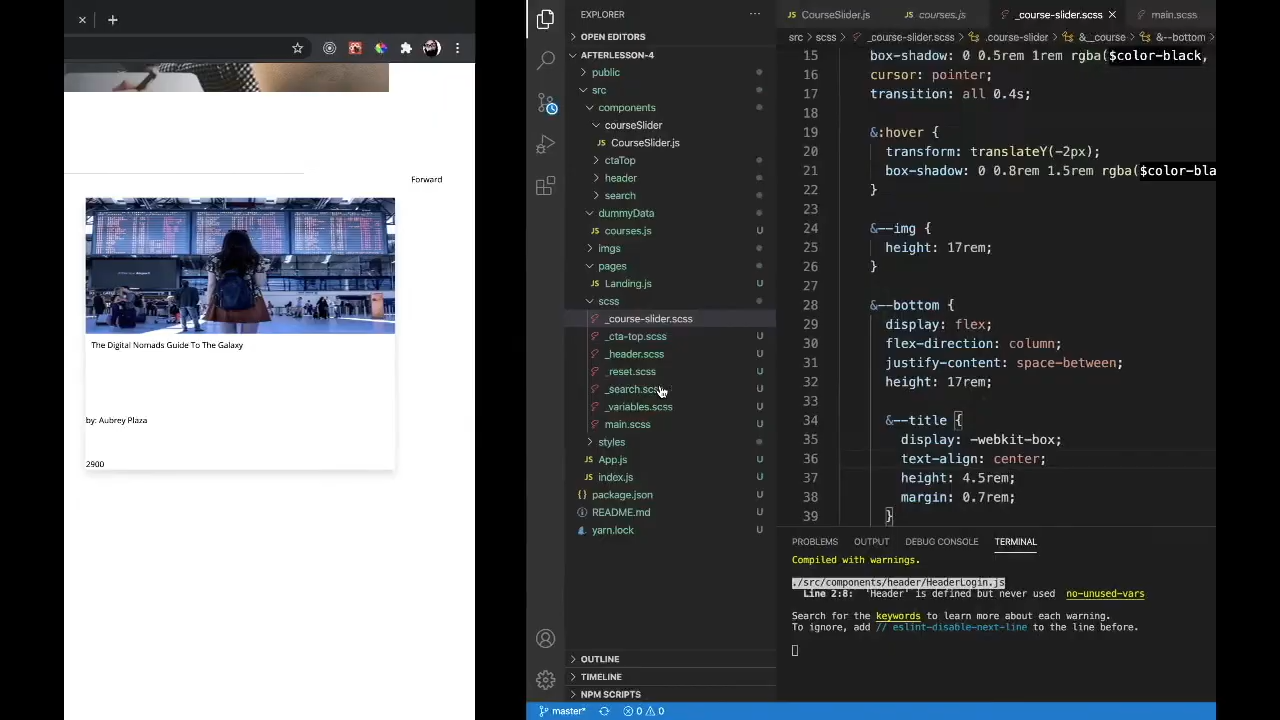 Forward
The Digital Nomads Guide To The Galaxy
by: Aubrey Plaza
2900
EXPLORER
OPEN EDITORS
AFTERLESSON-4
public
src
components
courseSlider
JS CourseSlider.js
ctaTop
header
search
dummyData
JS courses.js U
imgs
pages
JS Landing.js U
scss
_course-slider.scss
_cta-top.scss U
_header.scss U
_reset.scss U
_search.scss U
_variables.scss U
main.scss U
styles
JS App.js U
JS index.js U
{} package.json U
README.md U
yarn.lock U
OUTLINE
TIMELINE
NPM SCRIPTS
master*
0 0
JS CourseSlider.js JS courses.js _course-slider.scss main.scss
src > scss > _course-slider.scss > .course-slider > &__course > &--bottom >
15 box-shadow: 0 0.5rem 1rem rgba($color-black,
16 cursor: pointer;
17 transition: all 0.4s;
18
19 &:hover {
20 transform: translateY(-2px);
21 box-shadow: 0 0.8rem 1.5rem rgba($color-bla
22 }
23
24 &--img {
25 height: 17rem;
26 }
27
28 &--bottom {
29 display: flex;
30 flex-direction: column;
31 justify-content: space-between;
32 height: 17rem;
33
34 &--title {
35 display: -webkit-box;
36 text-align: center;
37 height: 4.5rem;
38 margin: 0.7rem;
39 }
PROBLEMS OUTPUT DEBUG CONSOLE TERMINAL
Compiled with warnings.
./src/components/header/HeaderLogin.js
Line 2:8: 'Header' is defined but never used no-unused-vars
Search for the keywords to learn more about each warning.
To ignore, add // eslint-disable-next-line to the line before.